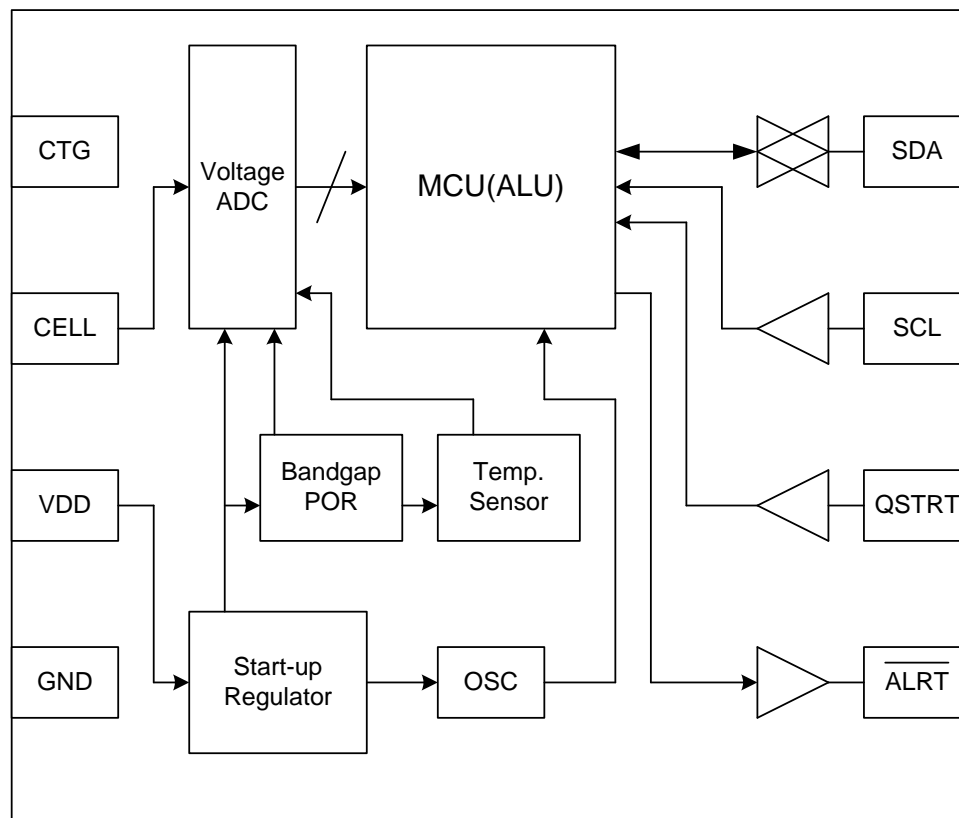 CTG
Voltage
ADC
MCU(ALU)
SDA
CELL
SCL
VDD
Bandgap
POR
Temp.
Sensor
QSTRT
GND
Start-up
Regulator
OSC
ALRT